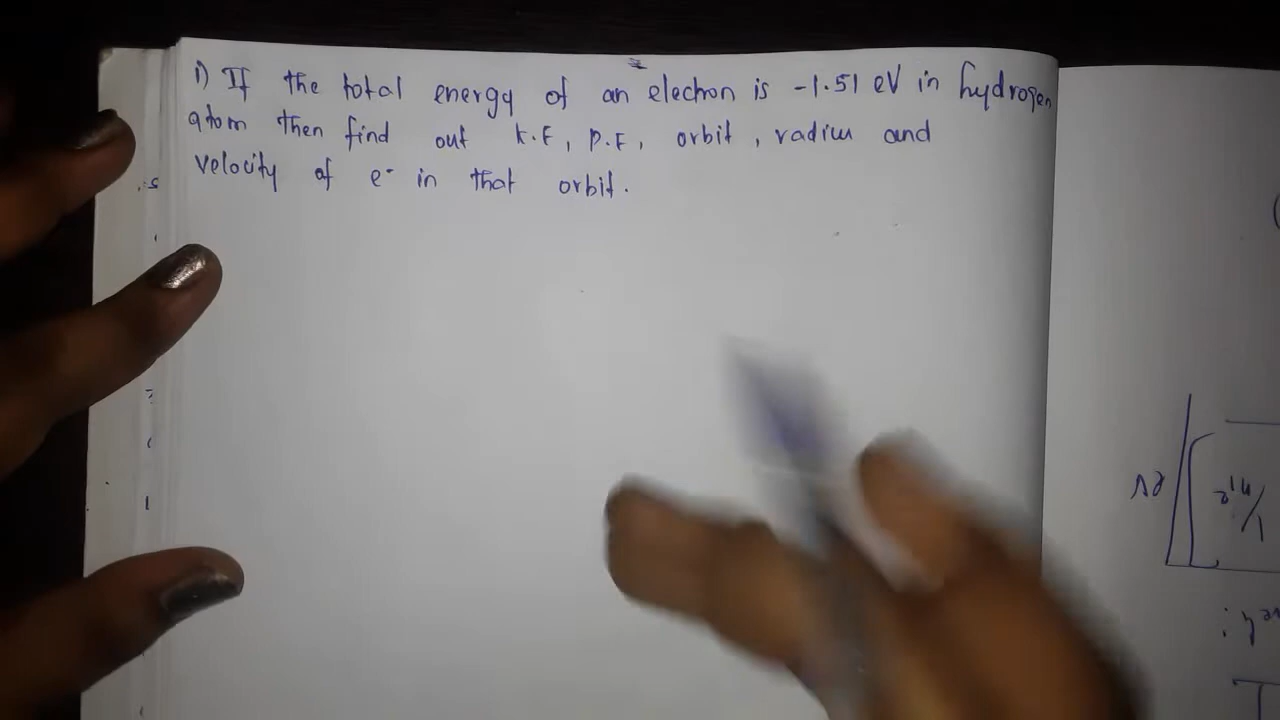 1) If the total energy of an electron is -1.51 eV in hydrogen
atom then find out K.E, P.E, orbit, radius and
velocity of e- in that orbit.